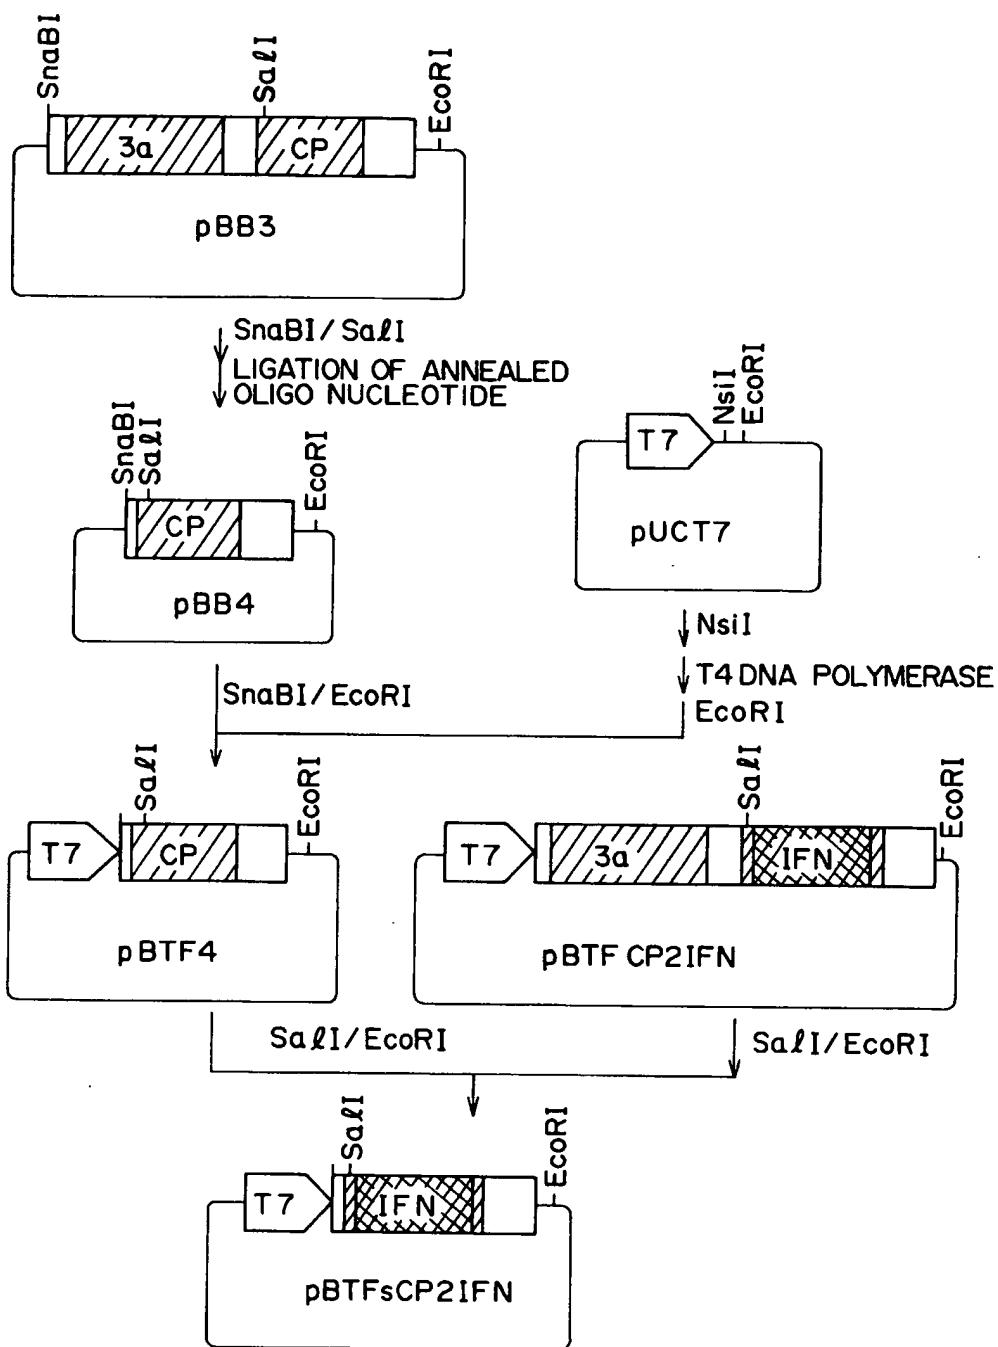 SnaBI
SalI
EcoRI
3a
CP
pBB3
SnaBI/SalI
LIGATION OF ANNEALED
OLIGO NUCLEOTIDE
SnaBI
SalI
EcoRI
CP
pBB4
NsiI
EcoRI
T7
pUCT7
NsiI
T4 DNA POLYMERASE
EcoRI
SnaBI/EcoRI
SalI
EcoRI
T7
CP
pBTF4
SalI
EcoRI
T7
3a
IFN
pBTF CP2IFN
SalI/EcoRI
SalI/EcoRI
SalI
EcoRI
T7
IFN
pBTFsCP2IFN